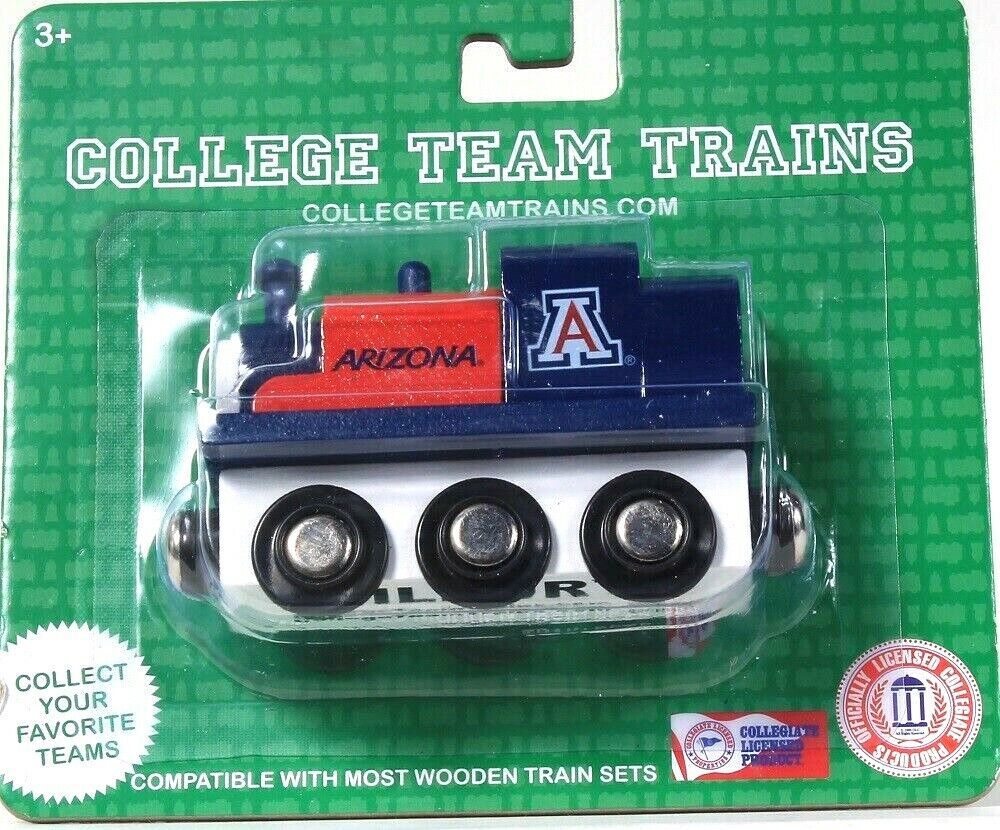 3+
COLLEGE TEAM TRAINS
COLLEGETEAMTRAINS.COM
ARIZONA®
A®
COLLECT
YOUR
FAVORITE
TEAMS
COMPATIBLE WITH MOST WOODEN TRAIN SETS
COLLEGIATE
LICENSED
PRODUCT
OFFICIALLY LICENSED COLLEGIATE PRODUCTS